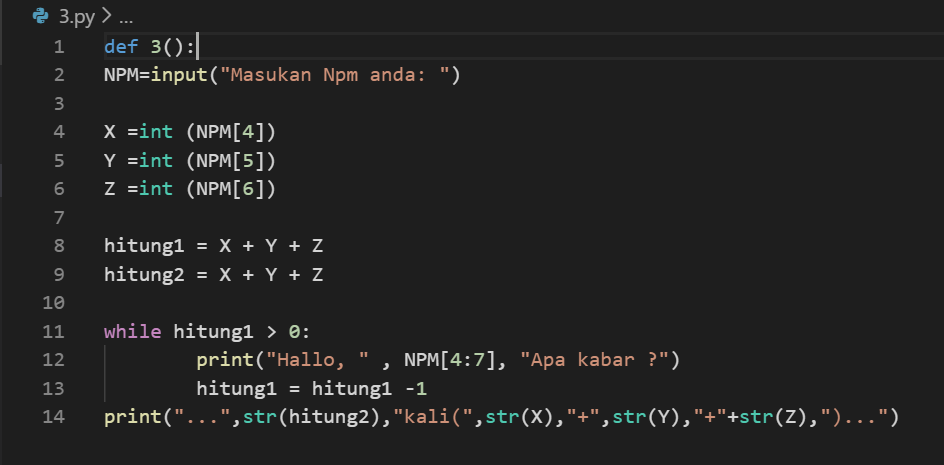 3.py > ...
1 def 3():
2 NPM=input("Masukan Npm anda: ")
3
4 X =int (NPM[4])
5 Y =int (NPM[5])
6 Z =int (NPM[6])
7
8 hitung1 = X + Y + Z
9 hitung2 = X + Y + Z
10
11 while hitung1 > 0:
12         print("Hallo, " , NPM[4:7], "Apa kabar ?")
13         hitung1 = hitung1 -1
14 print("...",str(hitung2),"kali(",str(X),"+",str(Y),"+"+str(Z),")...")